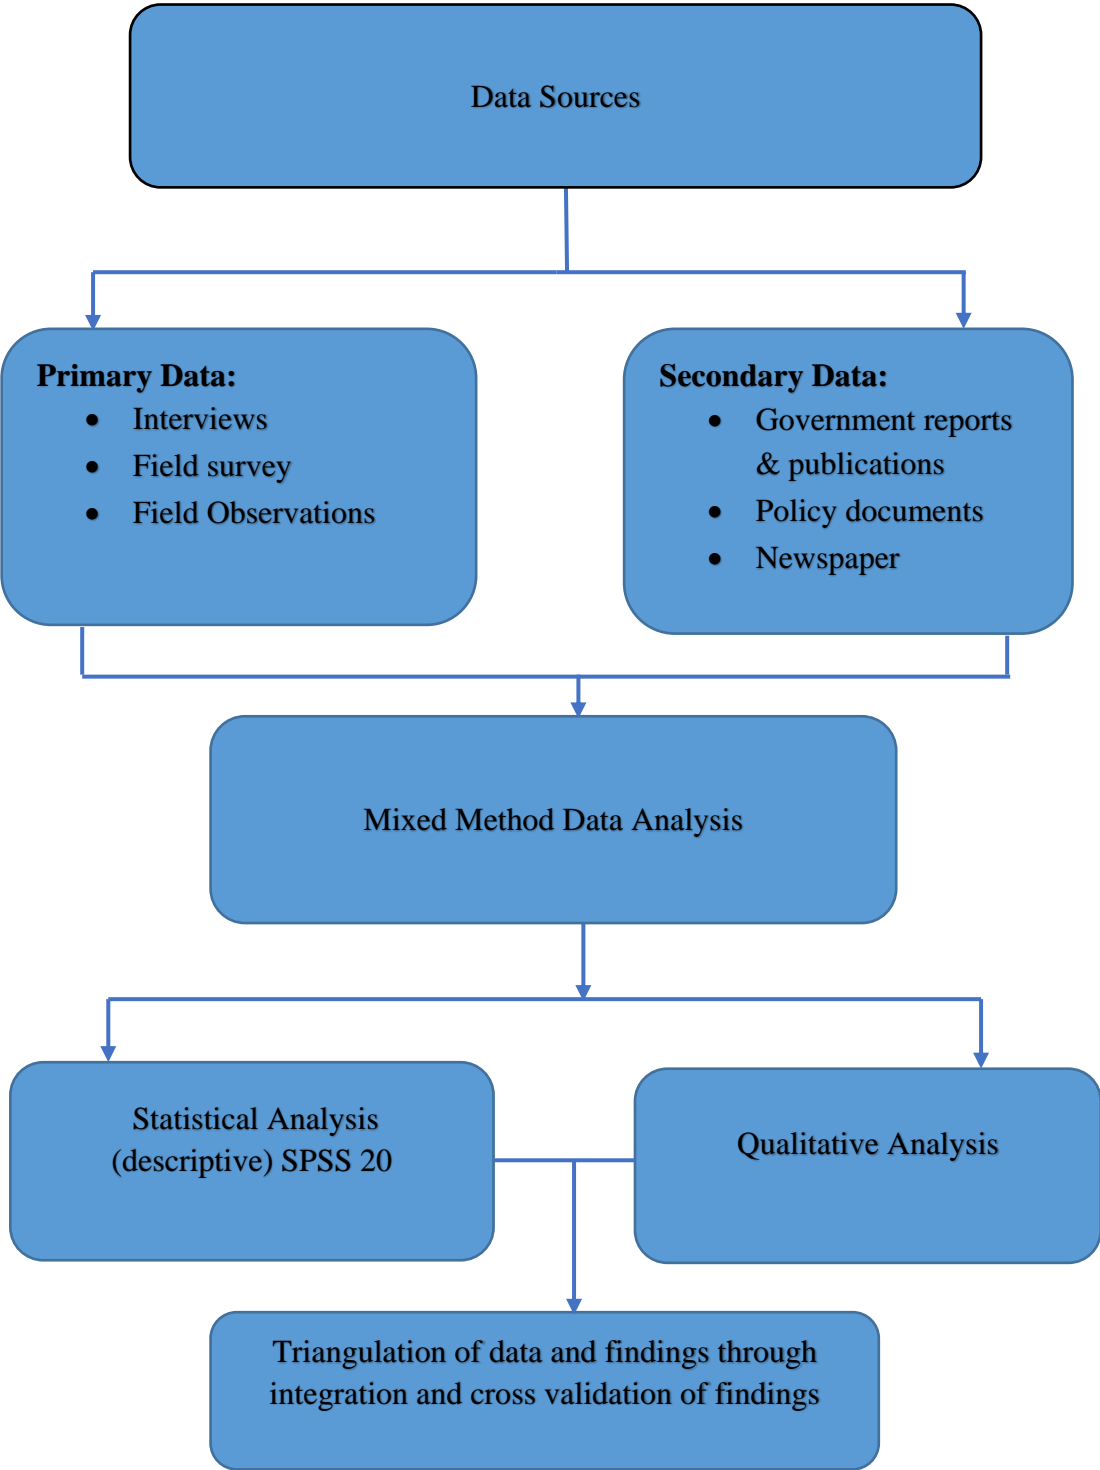 Data Sources
Primary Data:
• Interviews
• Field survey
• Field Observations
Secondary Data:
• Government reports
& publications
• Policy documents
• Newspaper
Mixed Method Data Analysis
Statistical Analysis
(descriptive) SPSS 20
Qualitative Analysis
Triangulation of data and findings through
integration and cross validation of findings